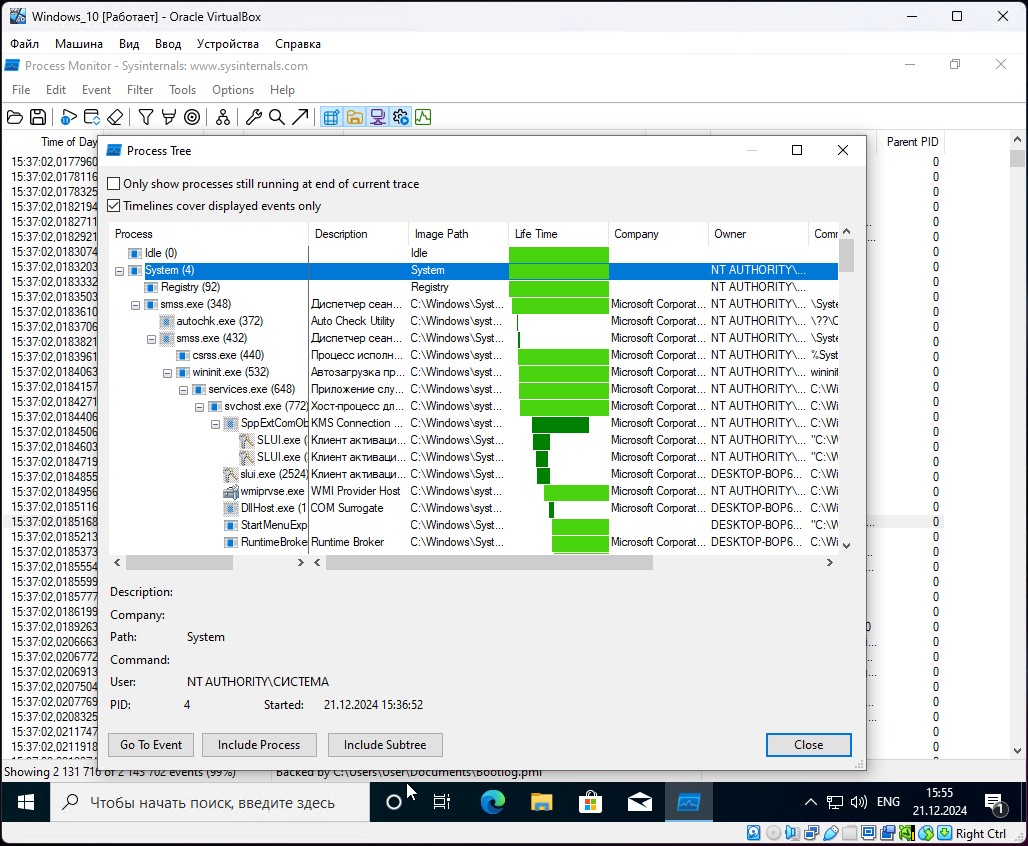 Windows_10 [Работает] - Oracle VirtualBox
Файл Машина Вид Ввод Устройства Справка
Process Monitor - Sysinternals: www.sysinternals.com
File Edit Event Filter Tools Options Help
Time of Day Parent PID
Process Tree
Only show processes still running at end of current trace
Timelines cover displayed events only
Process Description Image Path Life Time Company Owner Comm
Idle (0) Idle
System (4) System NT AUTHORITY\...
Registry (92) Registry NT AUTHORITY\...
smss.exe (348) Диспетчер сеан... C:\Windows\Syst... Microsoft Corporat... NT AUTHORITY\... \Syste
autochk.exe (372) Auto Check Utility C:\Windows\syst... Microsoft Corporat... NT AUTHORITY\... \??\C
smss.exe (432) Диспетчер сеан... C:\Windows\Syst... Microsoft Corporat... NT AUTHORITY\... \Syste
csrss.exe (440) Процесс исполн... C:\Windows\syst... Microsoft Corporat... NT AUTHORITY\... %Syst
wininit.exe (532) Автозагрузка пр... C:\Windows\syst... Microsoft Corporat... NT AUTHORITY\... wininit
services.exe (648) Приложение слу... C:\Windows\syst... Microsoft Corporat... NT AUTHORITY\... C:\Wi
svchost.exe (772) Хост-процесс дл... C:\Windows\syst... Microsoft Corporat... NT AUTHORITY\... C:\Wi
SppExtComOb KMS Connection ... C:\Windows\syst... Microsoft Corporat... NT AUTHORITY\... C:\Wi
SLUI.exe ( Клиент активаци... C:\Windows\Syst... Microsoft Corporat... NT AUTHORITY\... "C:\W
SLUI.exe ( Клиент активаци... C:\Windows\Syst... Microsoft Corporat... NT AUTHORITY\... "C:\W
slui.exe (2524) Клиент активаци... C:\Windows\Syst... Microsoft Corporat... DESKTOP-BOP6... C:\Wi
wmiprvse.exe WMI Provider Host C:\Windows\syst... Microsoft Corporat... NT AUTHORITY\... C:\Wi
DllHost.exe (1 COM Surrogate C:\Windows\syst... Microsoft Corporat... DESKTOP-BOP6... C:\Wi
StartMenuExp C:\Windows\Syst... DESKTOP-BOP6... "C:\W
RuntimeBroke Runtime Broker C:\Windows\Syst... Microsoft Corporat... DESKTOP-BOP6... C:\Wi
Description:
Company:
Path: System
Command:
User: NT AUTHORITY\СИСТЕМА
PID: 4 Started: 21.12.2024 15:36:52
Go To Event Include Process Include Subtree Close
15:37:02,0177960 0
15:37:02,0178116 0
15:37:02,0178325 0
15:37:02,0182194 0
15:37:02,0182711 0
15:37:02,0182921 0
15:37:02,0183074 0
15:37:02,0183203 0
15:37:02,0183332 0
15:37:02,0183503 0
15:37:02,0183610 0
15:37:02,0183706 0
15:37:02,0183821 0
15:37:02,0183961 0
15:37:02,0184063 0
15:37:02,0184157 0
15:37:02,0184271 0
15:37:02,0184406 0
15:37:02,0184506 0
15:37:02,0184603 0
15:37:02,0184719 0
15:37:02,0184855 0
15:37:02,0184956 0
15:37:02,0185116 0
15:37:02,0185168 0
15:37:02,0185213 0
15:37:02,0185373 0
15:37:02,0185554 0
15:37:02,0185599 0
15:37:02,0185777 0
15:37:02,0186199 0
15:37:02,0189263 0
15:37:02,0206663 0
15:37:02,0206772 0
15:37:02,0206913 0
15:37:02,0207504 0
15:37:02,0207769 0
15:37:02,0208325 0
15:37:02,0211747 0
15:37:02,0211918 0
Showing 2 131 716 of 2 145 702 events (99%) Backed by C:\Users\User\Documents\Bootlog.pml
Чтобы начать поиск, введите здесь
ENG 15:55
21.12.2024
1
Right Ctrl